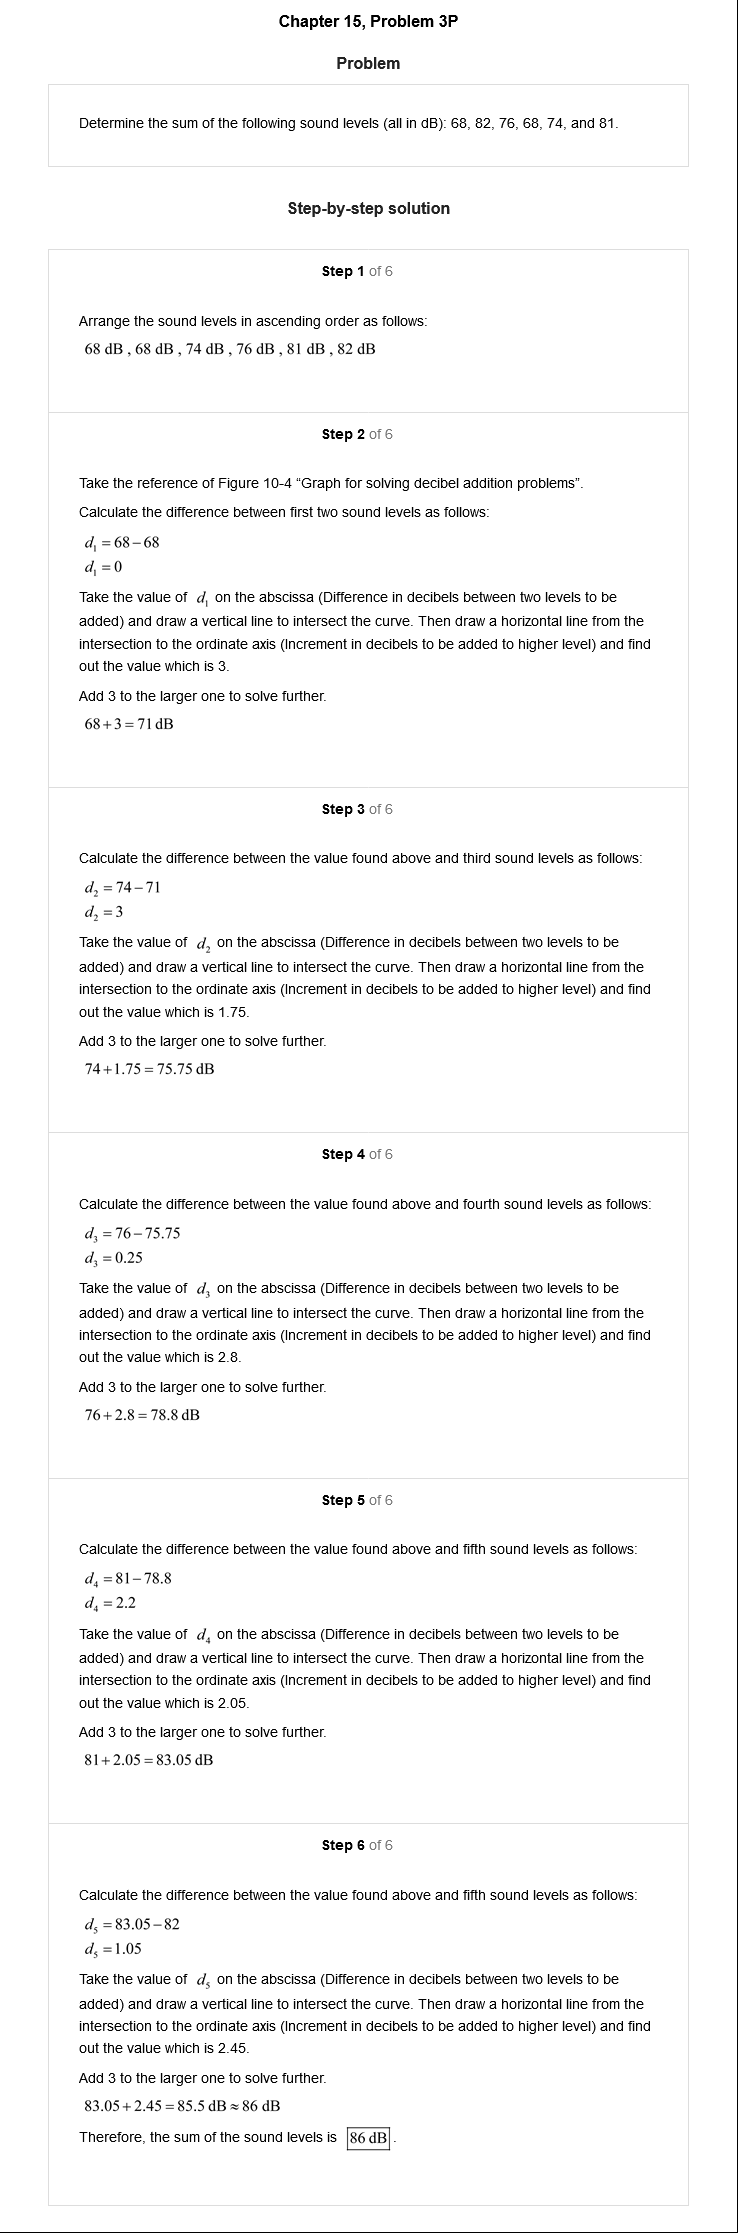 Chapter 15, Problem 3P
Problem
Determine the sum of the following sound levels (all in dB): 68, 82, 76, 68, 74, and 81.
Step-by-step solution
Step 1 of 6
Arrange the sound levels in ascending order as follows:
68 dB , 68 dB , 74 dB , 76 dB , 81 dB , 82 dB
Step 2 of 6
Take the reference of Figure 10-4 “Graph for solving decibel addition problems”.
Calculate the difference between first two sound levels as follows:
d₁ = 68 – 68
d₁ = 0
Take the value of d₁ on the abscissa (Difference in decibels between two levels to be
added) and draw a vertical line to intersect the curve. Then draw a horizontal line from the
intersection to the ordinate axis (Increment in decibels to be added to higher level) and find
out the value which is 3.
Add 3 to the larger one to solve further.
68 + 3 = 71 dB
Step 3 of 6
Calculate the difference between the value found above and third sound levels as follows:
d₂ = 74 – 71
d₂ = 3
Take the value of d₂ on the abscissa (Difference in decibels between two levels to be
added) and draw a vertical line to intersect the curve. Then draw a horizontal line from the
intersection to the ordinate axis (Increment in decibels to be added to higher level) and find
out the value which is 1.75.
Add 3 to the larger one to solve further.
74 + 1.75 = 75.75 dB
Step 4 of 6
Calculate the difference between the value found above and fourth sound levels as follows:
d₃ = 76 – 75.75
d₃ = 0.25
Take the value of d₃ on the abscissa (Difference in decibels between two levels to be
added) and draw a vertical line to intersect the curve. Then draw a horizontal line from the
intersection to the ordinate axis (Increment in decibels to be added to higher level) and find
out the value which is 2.8.
Add 3 to the larger one to solve further.
76 + 2.8 = 78.8 dB
Step 5 of 6
Calculate the difference between the value found above and fifth sound levels as follows:
d₄ = 81 – 78.8
d₄ = 2.2
Take the value of d₄ on the abscissa (Difference in decibels between two levels to be
added) and draw a vertical line to intersect the curve. Then draw a horizontal line from the
intersection to the ordinate axis (Increment in decibels to be added to higher level) and find
out the value which is 2.05.
Add 3 to the larger one to solve further.
81 + 2.05 = 83.05 dB
Step 6 of 6
Calculate the difference between the value found above and fifth sound levels as follows:
d₅ = 83.05 – 82
d₅ = 1.05
Take the value of d₅ on the abscissa (Difference in decibels between two levels to be
added) and draw a vertical line to intersect the curve. Then draw a horizontal line from the
intersection to the ordinate axis (Increment in decibels to be added to higher level) and find
out the value which is 2.45.
Add 3 to the larger one to solve further.
83.05 + 2.45 = 85.5 dB ≈ 86 dB
Therefore, the sum of the sound levels is 86 dB .